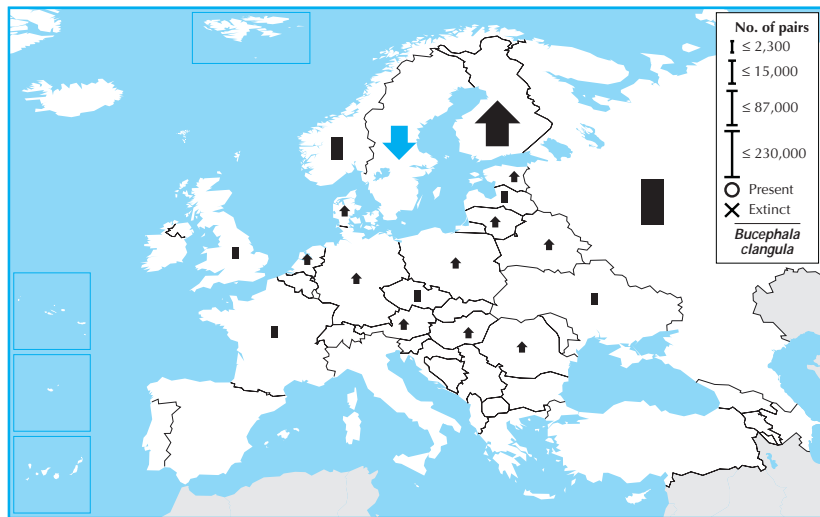 No. of pairs
≤ 2,300
≤ 15,000
≤ 87,000
≤ 230,000
Present
Extinct
Bucephala
clangula